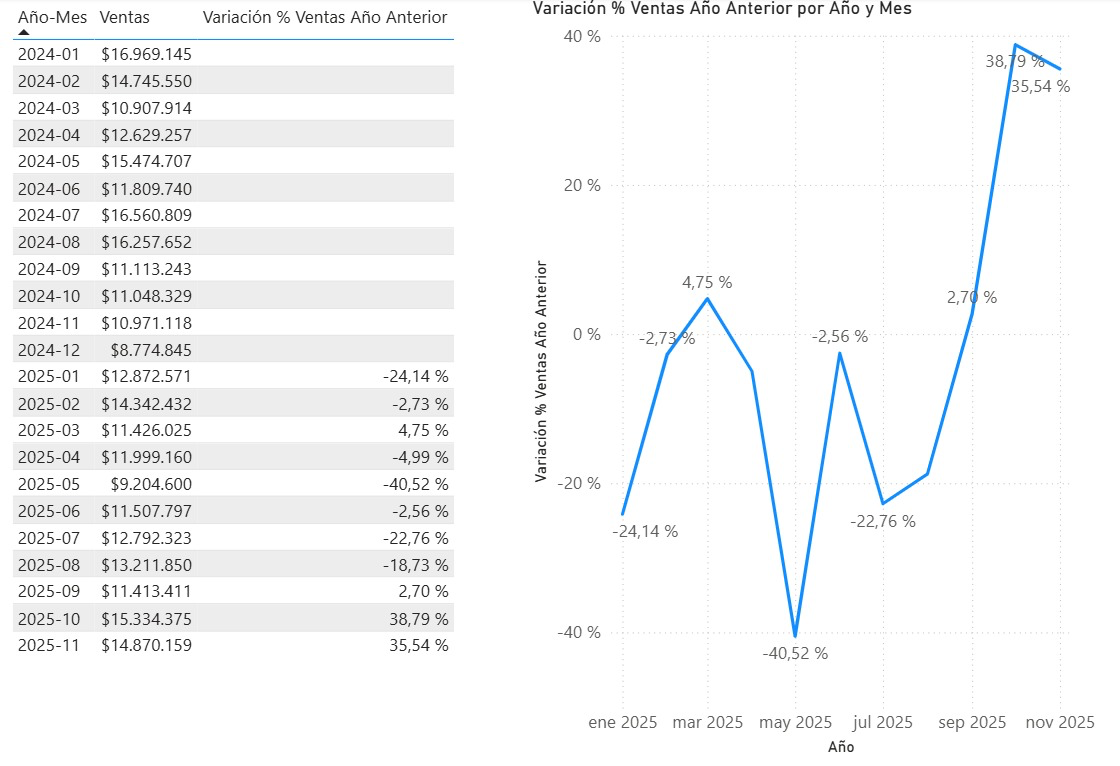 Año-Mes Ventas Variación % Ventas Año Anterior
2024-01 $16.969.145
2024-02 $14.745.550
2024-03 $10.907.914
2024-04 $12.629.257
2024-05 $15.474.707
2024-06 $11.809.740
2024-07 $16.560.809
2024-08 $16.257.652
2024-09 $11.113.243
2024-10 $11.048.329
2024-11 $10.971.118
2024-12 $8.774.845
2025-01 $12.872.571 -24,14 %
2025-02 $14.342.432 -2,73 %
2025-03 $11.426.025 4,75 %
2025-04 $11.999.160 -4,99 %
2025-05 $9.204.600 -40,52 %
2025-06 $11.507.797 -2,56 %
2025-07 $12.792.323 -22,76 %
2025-08 $13.211.850 -18,73 %
2025-09 $11.413.411 2,70 %
2025-10 $15.334.375 38,79 %
2025-11 $14.870.159 35,54 %
Variación % Ventas Año Anterior por Año y Mes
Variación % Ventas Año Anterior
40 %
20 %
0 %
-20 %
-40 %
38,79 %
35,54 %
4,75 %
2,70 %
-2,73 %
-2,56 %
-22,76 %
-24,14 %
-40,52 %
ene 2025 mar 2025 may 2025 jul 2025 sep 2025 nov 2025
Año